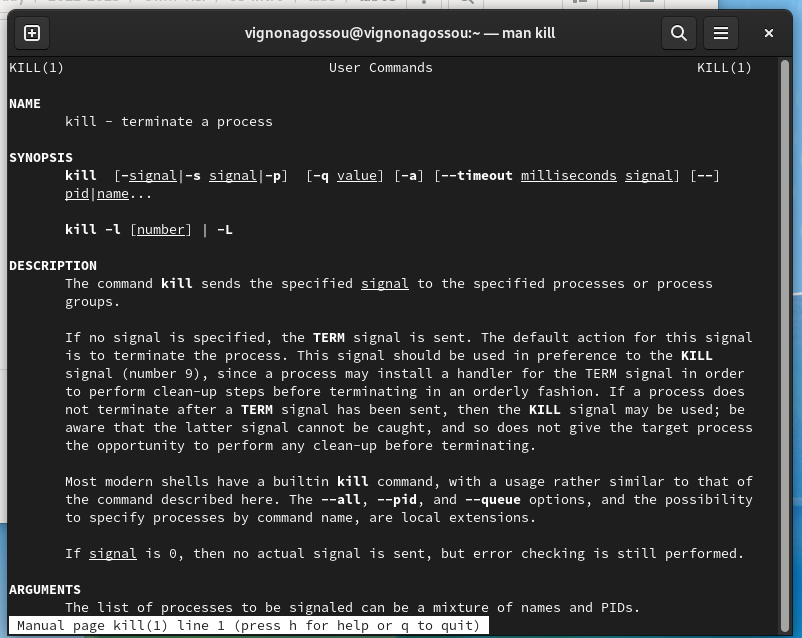 vignonagossou@vignonagossou:~ — man kill
KILL(1) User Commands KILL(1)
NAME
kill - terminate a process
SYNOPSIS
kill [-signal|-s signal|-p] [-q value] [-a] [--timeout milliseconds signal] [--]
pid|name...
kill -l [number] | -L
DESCRIPTION
The command kill sends the specified signal to the specified processes or process
groups.
If no signal is specified, the TERM signal is sent. The default action for this signal
is to terminate the process. This signal should be used in preference to the KILL
signal (number 9), since a process may install a handler for the TERM signal in order
to perform clean-up steps before terminating in an orderly fashion. If a process does
not terminate after a TERM signal has been sent, then the KILL signal may be used; be
aware that the latter signal cannot be caught, and so does not give the target process
the opportunity to perform any clean-up before terminating.
Most modern shells have a builtin kill command, with a usage rather similar to that of
the command described here. The --all, --pid, and --queue options, and the possibility
to specify processes by command name, are local extensions.
If signal is 0, then no actual signal is sent, but error checking is still performed.
ARGUMENTS
The list of processes to be signaled can be a mixture of names and PIDs.
Manual page kill(1) line 1 (press h for help or q to quit)